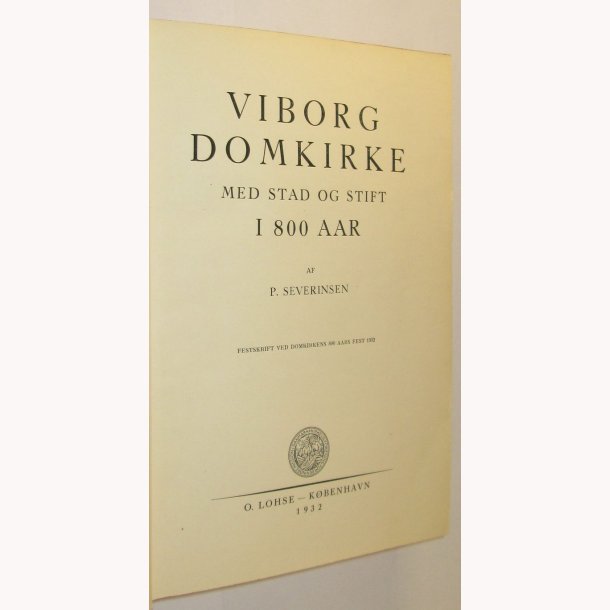 VIBORG
DOMKIRKE
MED STAD OG STIFT
I 800 AAR
AF
P. SEVERINSEN
FESTSKRIFT VED DOMKIRKENS 800 AARS FEST 1932
O. LOHSE — KØBENHAVN
1932